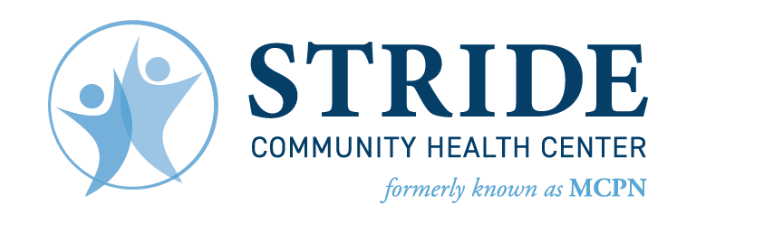 STRIDE
COMMUNITY HEALTH CENTER
formerly known as MCPN